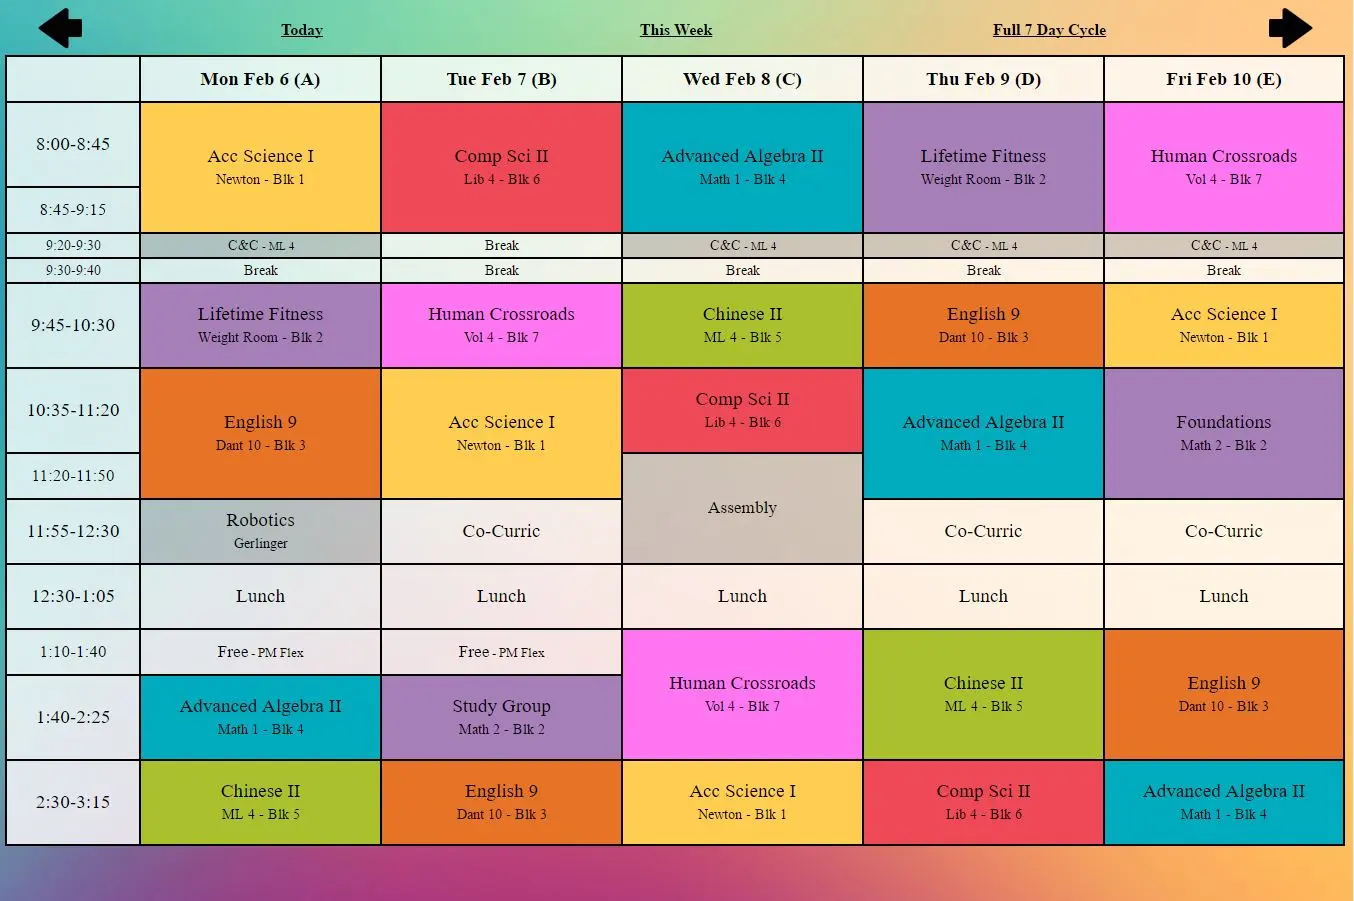 Today
This Week
Full 7 Day Cycle
Mon Feb 6 (A)
Tue Feb 7 (B)
Wed Feb 8 (C)
Thu Feb 9 (D)
Fri Feb 10 (E)
8:00-8:45
8:45-9:15
Acc Science I
Newton - Blk 1
Comp Sci II
Lib 4 - Blk 6
Advanced Algebra II
Math 1 - Blk 4
Lifetime Fitness
Weight Room - Blk 2
Human Crossroads
Vol 4 - Blk 7
9:20-9:30
C&C - ML 4
Break
C&C - ML 4
C&C - ML 4
C&C - ML 4
9:30-9:40
Break
Break
Break
Break
Break
9:45-10:30
Lifetime Fitness
Weight Room - Blk 2
Human Crossroads
Vol 4 - Blk 7
Chinese II
ML 4 - Blk 5
English 9
Dant 10 - Blk 3
Acc Science I
Newton - Blk 1
10:35-11:20
11:20-11:50
English 9
Dant 10 - Blk 3
Acc Science I
Newton - Blk 1
Comp Sci II
Lib 4 - Blk 6
Advanced Algebra II
Math 1 - Blk 4
Foundations
Math 2 - Blk 2
Assembly
11:55-12:30
Robotics
Gerlinger
Co-Curric
Co-Curric
Co-Curric
12:30-1:05
Lunch
Lunch
Lunch
Lunch
Lunch
1:10-1:40
Free - PM Flex
Free - PM Flex
Human Crossroads
Vol 4 - Blk 7
Chinese II
ML 4 - Blk 5
English 9
Dant 10 - Blk 3
1:40-2:25
Advanced Algebra II
Math 1 - Blk 4
Study Group
Math 2 - Blk 2
2:30-3:15
Chinese II
ML 4 - Blk 5
English 9
Dant 10 - Blk 3
Acc Science I
Newton - Blk 1
Comp Sci II
Lib 4 - Blk 6
Advanced Algebra II
Math 1 - Blk 4